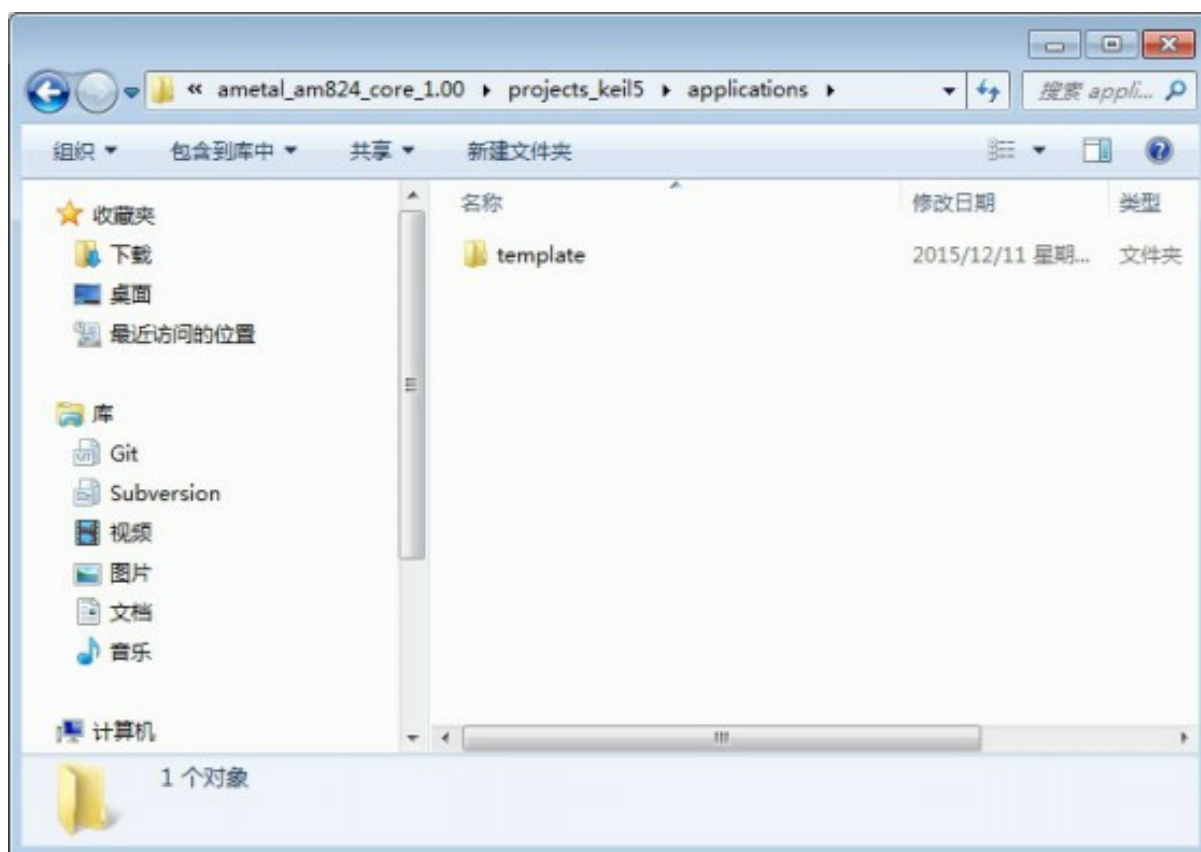 « ametal_am824_core_1.00 projects_keil5 applications 搜索 appli...
组织 包含到库中 共享 新建文件夹
名称 修改日期 类型
template 2015/12/11 星期... 文件夹
收藏夹
下载
桌面
最近访问的位置
库
Git
Subversion
视频
图片
文档
音乐
计算机
1 个对象